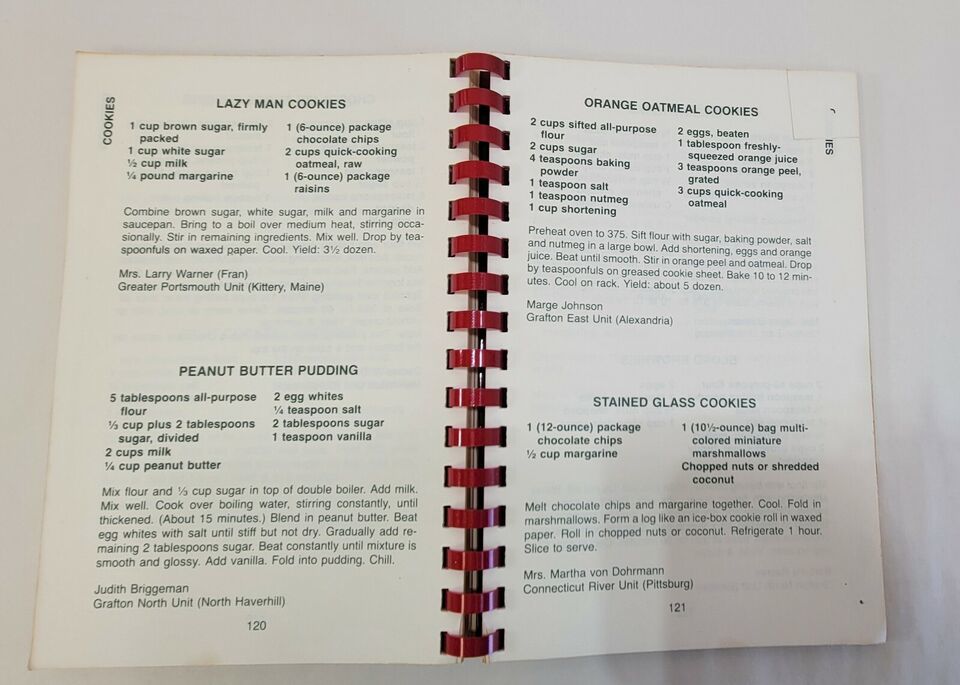 COOKIES
LAZY MAN COOKIES
1 cup brown sugar, firmly
packed
1 cup white sugar
½ cup milk
¼ pound margarine
1 (6-ounce) package
chocolate chips
2 cups quick-cooking
oatmeal, raw
1 (6-ounce) package
raisins
Combine brown sugar, white sugar, milk and margarine in
saucepan. Bring to a boil over medium heat, stirring occa-
sionally. Stir in remaining ingredients. Mix well. Drop by tea-
spoonfuls on waxed paper. Cool. Yield: 3½ dozen.
Mrs. Larry Warner (Fran)
Greater Portsmouth Unit (Kittery, Maine)
PEANUT BUTTER PUDDING
5 tablespoons all-purpose
flour
⅓ cup plus 2 tablespoons
sugar, divided
2 cups milk
¼ cup peanut butter
2 egg whites
¼ teaspoon salt
2 tablespoons sugar
1 teaspoon vanilla
Mix flour and ⅓ cup sugar in top of double boiler. Add milk.
Mix well. Cook over boiling water, stirring constantly, until
thickened. (About 15 minutes.) Blend in peanut butter. Beat
egg whites with salt until stiff but not dry. Gradually add re-
maining 2 tablespoons sugar. Beat constantly until mixture is
smooth and glossy. Add vanilla. Fold into pudding. Chill.
Judith Briggeman
Grafton North Unit (North Haverhill)
120
IES
ORANGE OATMEAL COOKIES
2 cups sifted all-purpose
flour
2 cups sugar
4 teaspoons baking
powder
1 teaspoon salt
1 teaspoon nutmeg
1 cup shortening
2 eggs, beaten
1 tablespoon freshly-
squeezed orange juice
3 teaspoons orange peel,
grated
3 cups quick-cooking
oatmeal
Preheat oven to 375. Sift flour with sugar, baking powder, salt
and nutmeg in a large bowl. Add shortening, eggs and orange
juice. Beat until smooth. Stir in orange peel and oatmeal. Drop
by teaspoonfuls on greased cookie sheet. Bake 10 to 12 min-
utes. Cool on rack. Yield: about 5 dozen.
Marge Johnson
Grafton East Unit (Alexandria)
STAINED GLASS COOKIES
1 (12-ounce) package
chocolate chips
½ cup margarine
1 (10½-ounce) bag multi-
colored miniature
marshmallows
Chopped nuts or shredded
coconut
Melt chocolate chips and margarine together. Cool. Fold in
marshmallows. Form a log like an ice-box cookie roll in waxed
paper. Roll in chopped nuts or coconut. Refrigerate 1 hour.
Slice to serve.
Mrs. Martha von Dohrmann
Connecticut River Unit (Pittsburg)
121